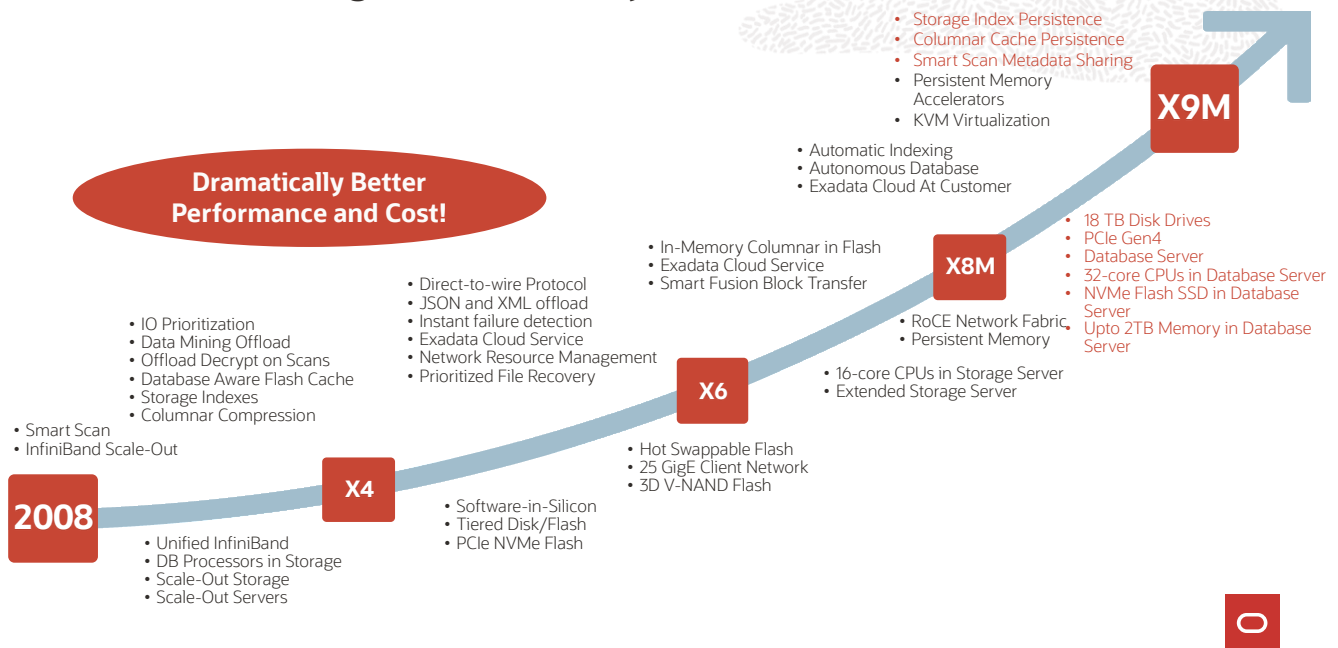 • Storage Index Persistence
• Columnar Cache Persistence
• Smart Scan Metadata Sharing
• Persistent Memory
Accelerators
• KVM Virtualization
X9M
• Automatic Indexing
• Autonomous Database
• Exadata Cloud At Customer
Dramatically Better
Performance and Cost!
• 18 TB Disk Drives
• PCIe Gen4
• Database Server
• 32-core CPUs in Database Server
• NVMe Flash SSD in Database
Server
• Upto 2TB Memory in Database
Server
• In-Memory Columnar in Flash
• Exadata Cloud Service
• Smart Fusion Block Transfer
X8M
• RoCE Network Fabric
• Persistent Memory
• Direct-to-wire Protocol
• JSON and XML offload
• Instant failure detection
• Exadata Cloud Service
• Network Resource Management
• Prioritized File Recovery
• IO Prioritization
• Data Mining Offload
• Offload Decrypt on Scans
• Database Aware Flash Cache
• Storage Indexes
• Columnar Compression
X6
• 16-core CPUs in Storage Server
• Extended Storage Server
• Smart Scan
• InfiniBand Scale-Out
• Hot Swappable Flash
• 25 GigE Client Network
• 3D V-NAND Flash
2008
X4
• Software-in-Silicon
• Tiered Disk/Flash
• PCIe NVMe Flash
• Unified InfiniBand
• DB Processors in Storage
• Scale-Out Storage
• Scale-Out Servers